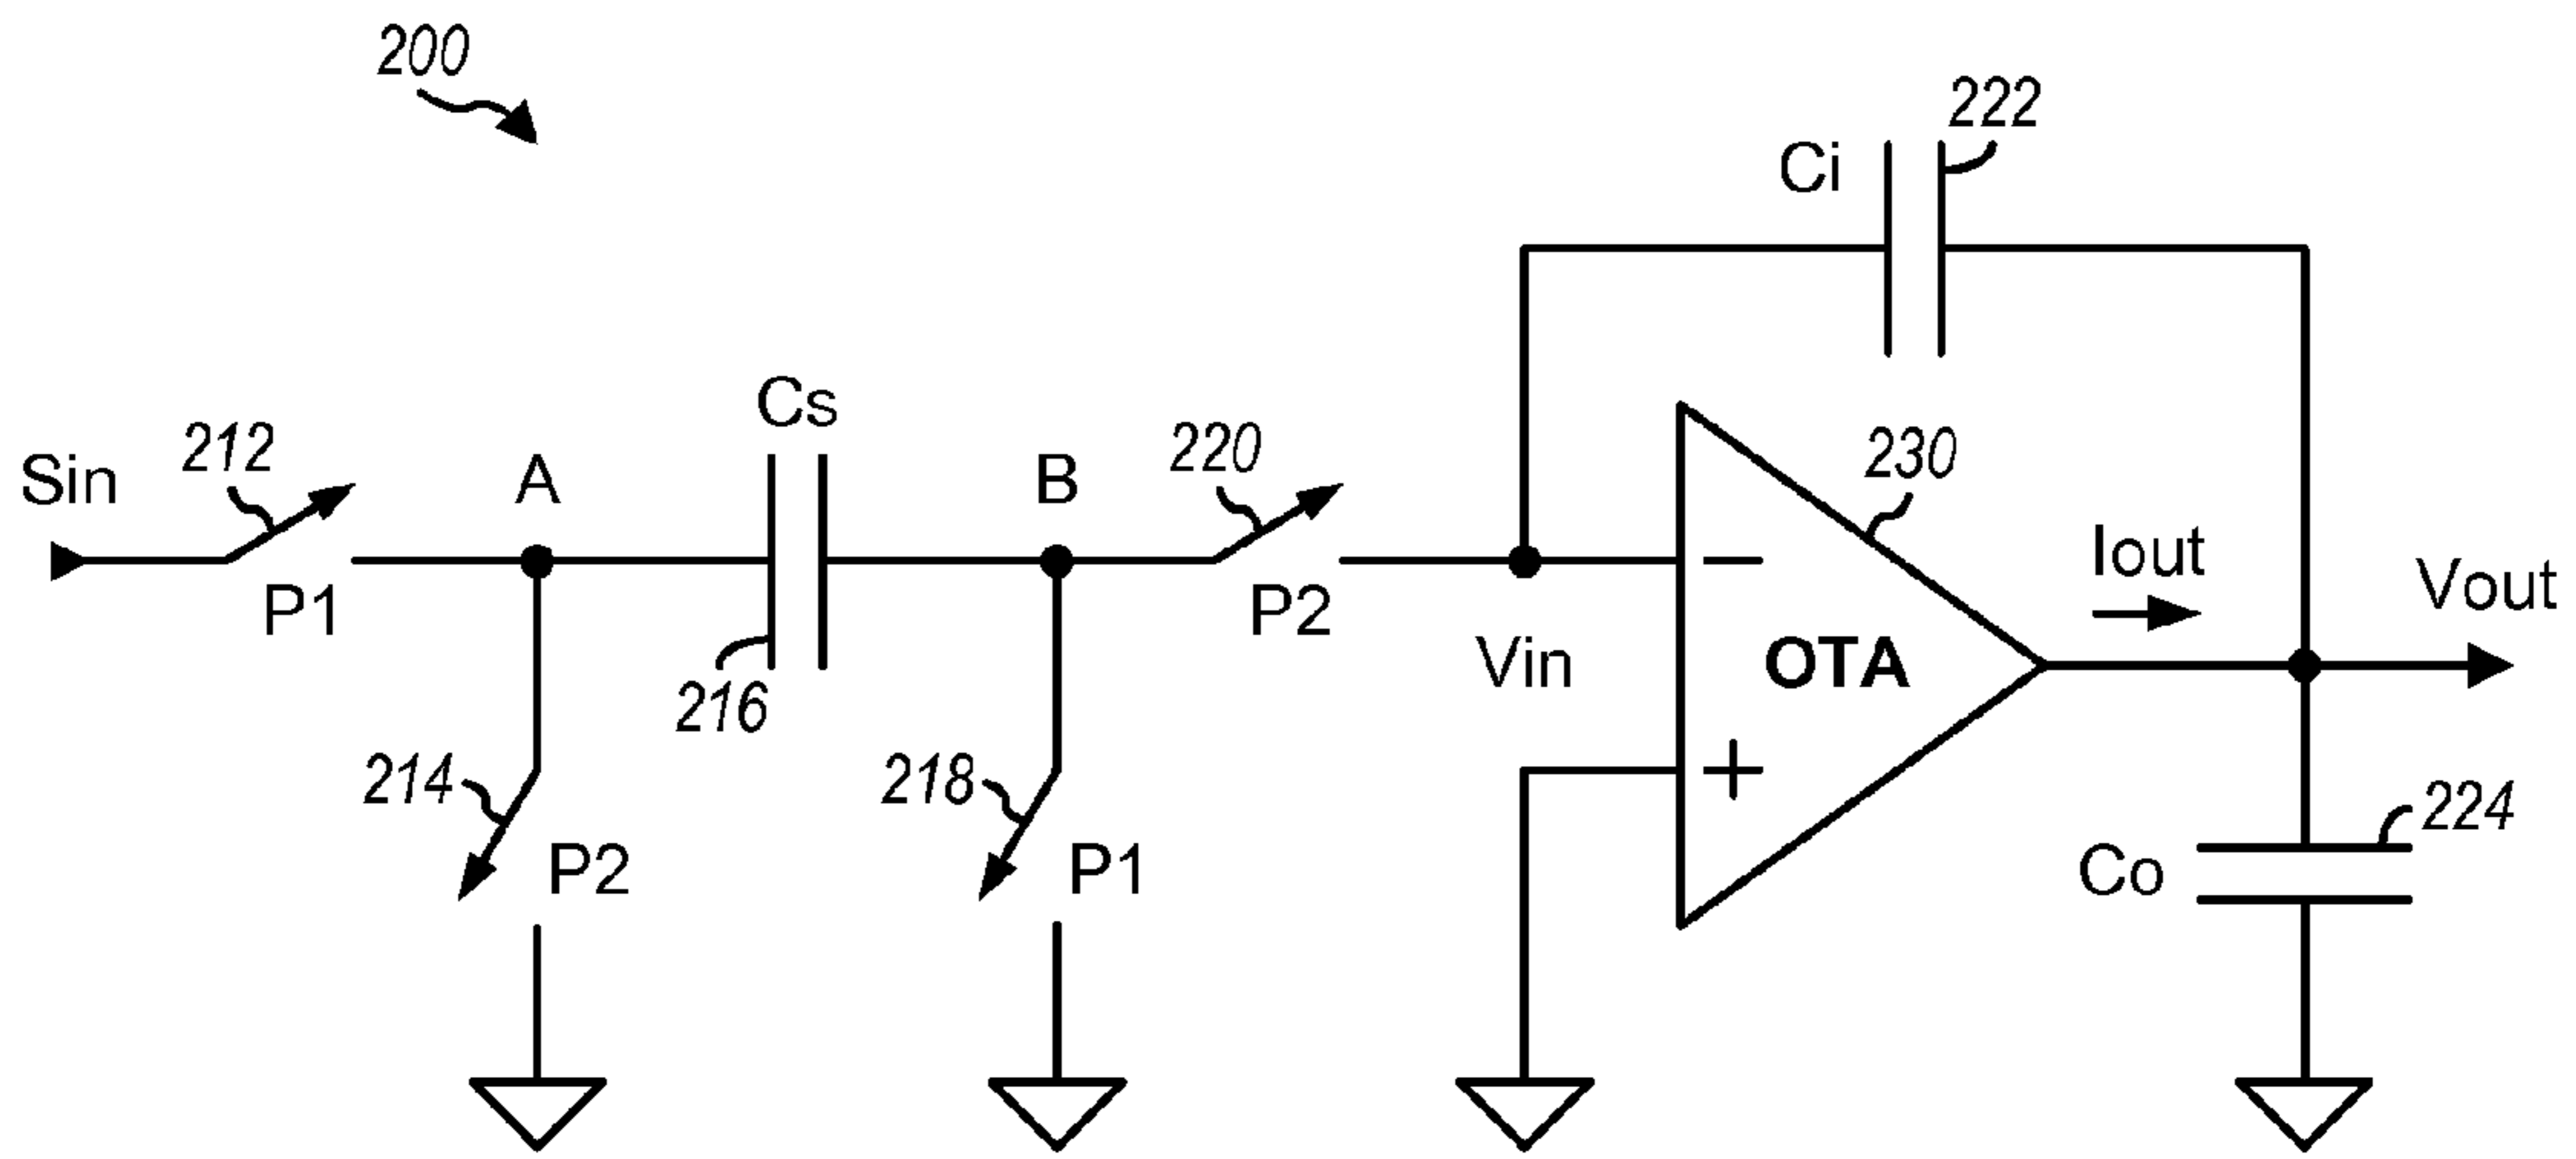 200
222
Ci
Cs
Sin
212
A
B
220
230
P1
P2
Iout
Vout
Vin
OTA
216
214
218
P2
P1
Co
224
−
+